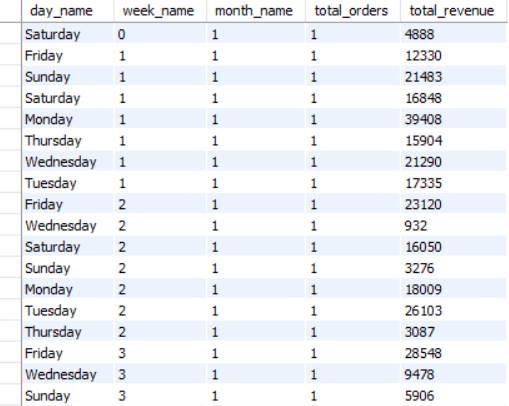 day_name week_name month_name total_orders total_revenue
Saturday 0 1 1 4888
Friday 1 1 1 12330
Sunday 1 1 1 21483
Saturday 1 1 1 16848
Monday 1 1 1 39408
Thursday 1 1 1 15904
Wednesday 1 1 1 21290
Tuesday 1 1 1 17335
Friday 2 1 1 23120
Wednesday 2 1 1 932
Saturday 2 1 1 16050
Sunday 2 1 1 3276
Monday 2 1 1 18009
Tuesday 2 1 1 26103
Thursday 2 1 1 3087
Friday 3 1 1 28548
Wednesday 3 1 1 9478
Sunday 3 1 1 5906